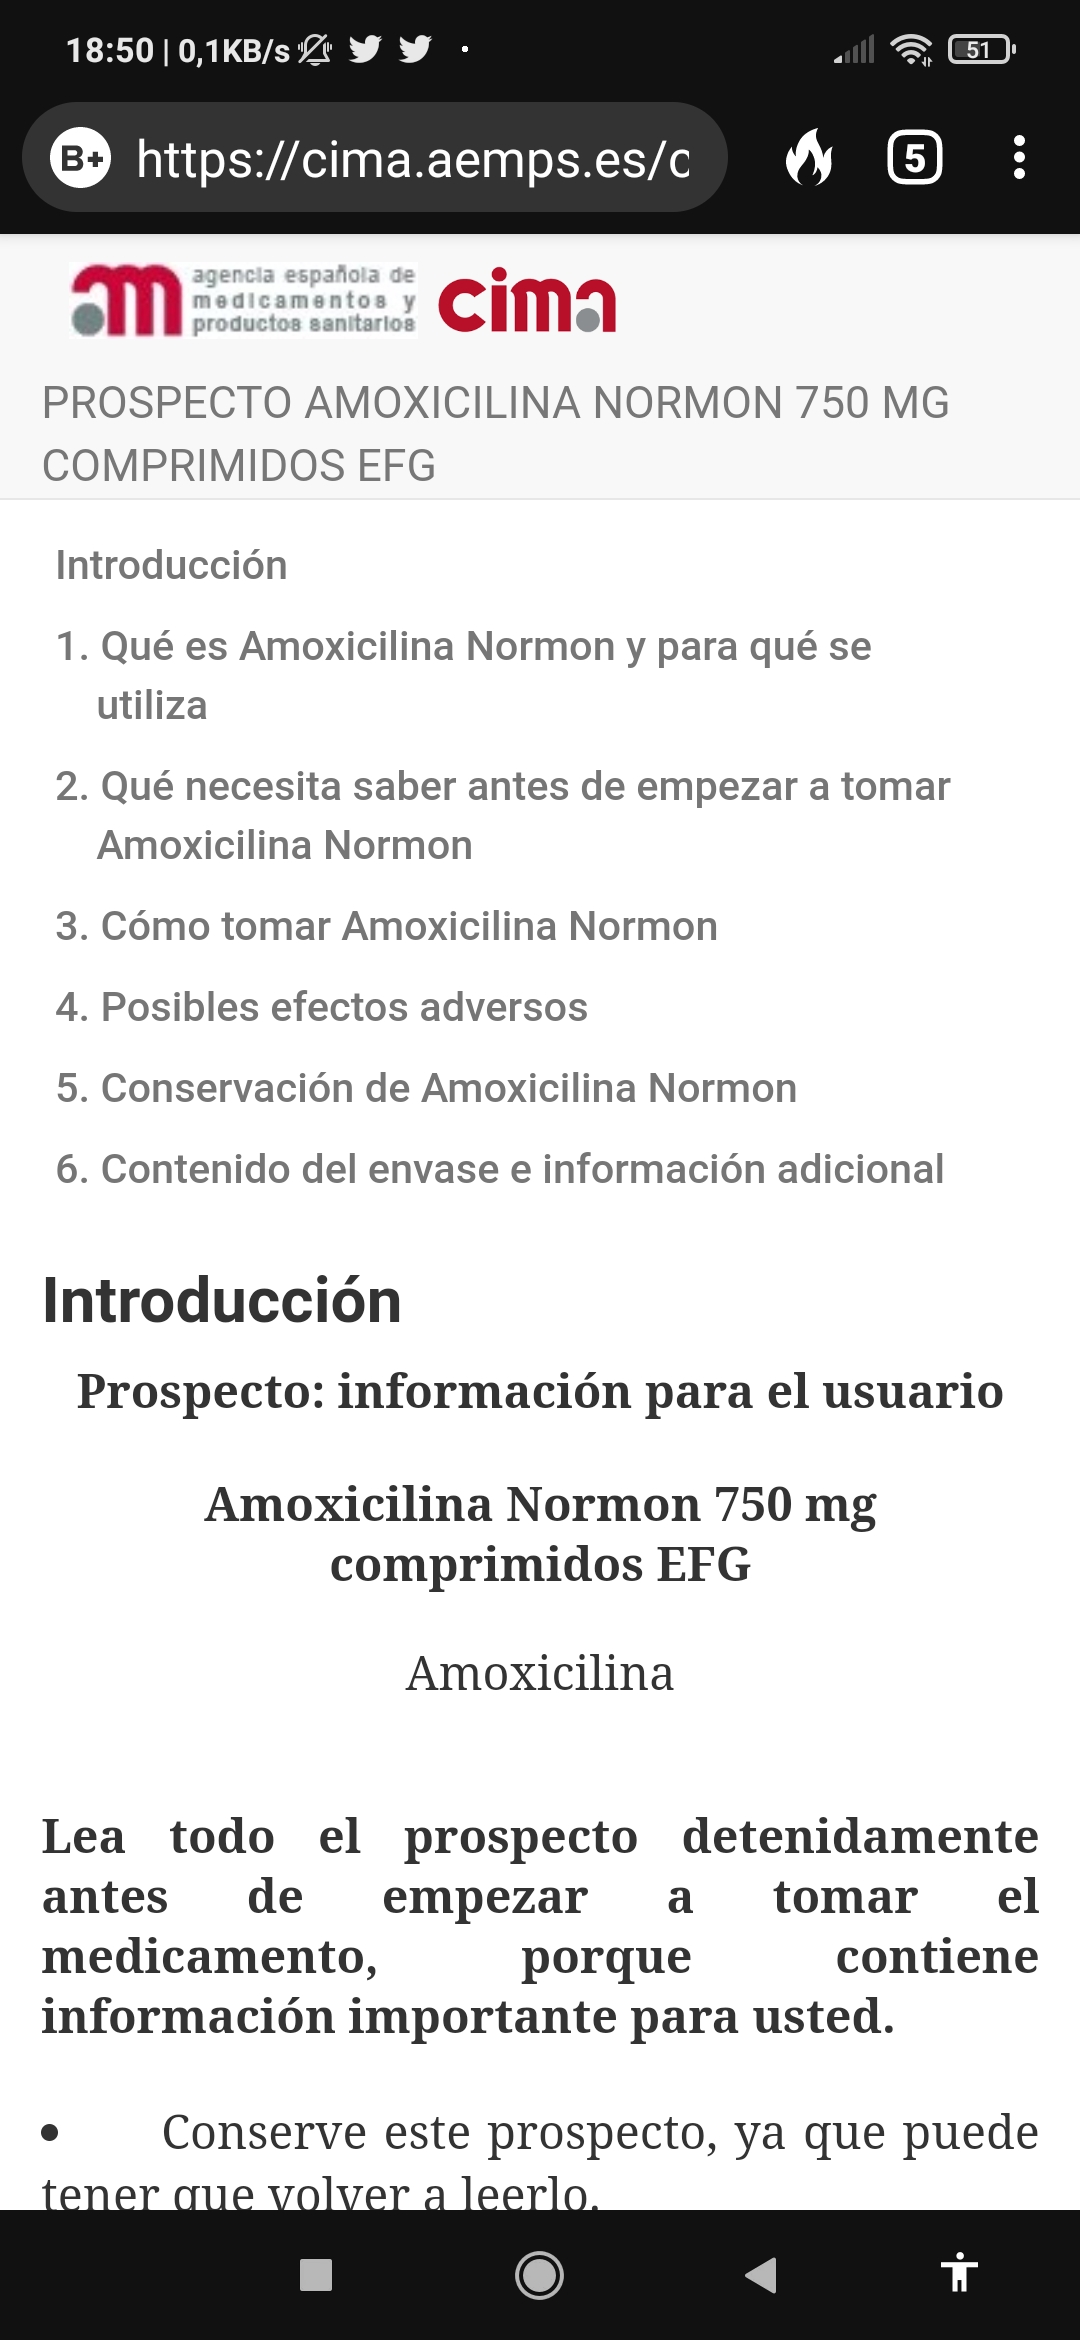 18:50 | 0,1KB/s
51
B+ https://cima.aemps.es/c
5
agencia española de
medicamentos y
productos sanitarios
cima
PROSPECTO AMOXICILINA NORMON 750 MG
COMPRIMIDOS EFG
Introducción
1. Qué es Amoxicilina Normon y para qué se
utiliza
2. Qué necesita saber antes de empezar a tomar
Amoxicilina Normon
3. Cómo tomar Amoxicilina Normon
4. Posibles efectos adversos
5. Conservación de Amoxicilina Normon
6. Contenido del envase e información adicional
Introducción
Prospecto: información para el usuario
Amoxicilina Normon 750 mg
comprimidos EFG
Amoxicilina
Lea todo el prospecto detenidamente
antes de empezar a tomar el
medicamento, porque contiene
información importante para usted.
• Conserve este prospecto, ya que puede
tener que volver a leerlo.